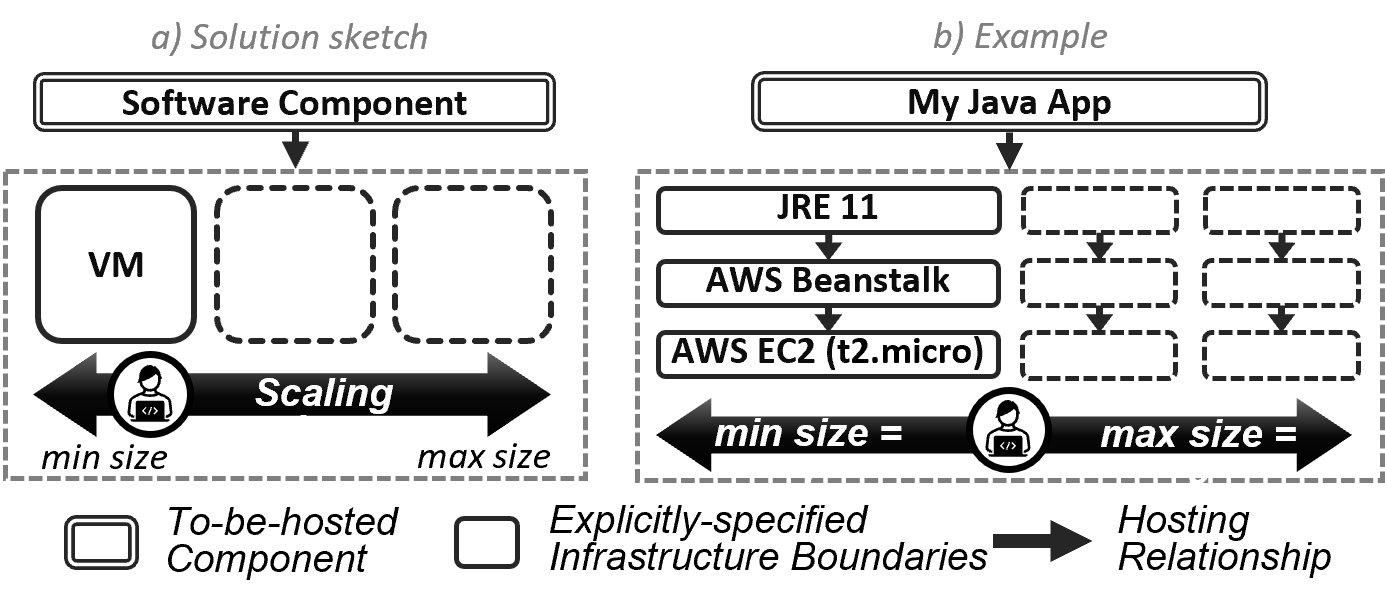 a) Solution sketch
Software Component
VM
Scaling
min size
max size
b) Example
My Java App
JRE 11
AWS Beanstalk
AWS EC2 (t2.micro)
min size =
max size =
To-be-hosted
Component
Explicitly-specified
Infrastructure Boundaries
Hosting
Relationship